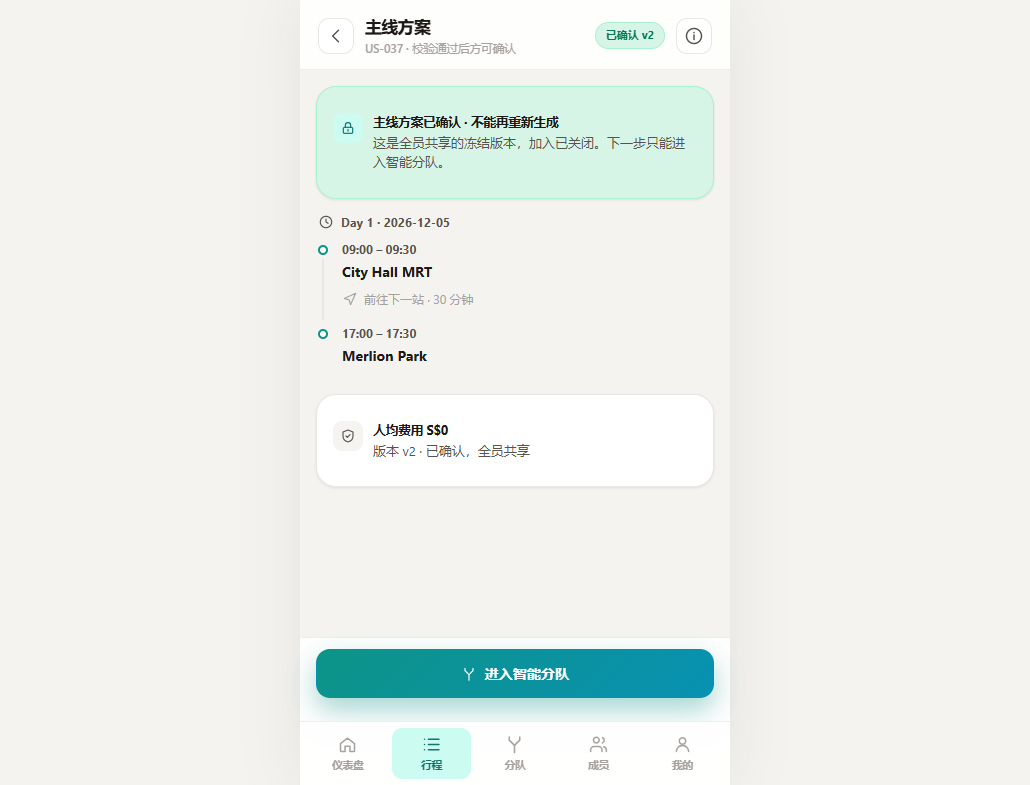 主线方案
US-037 · 校验通过后方可确认
已确认 v2
主线方案已确认 · 不能再重新生成
这是全员共享的冻结版本，加入已关闭。下一步只能进
入智能分队。
Day 1 · 2026-12-05
09:00 – 09:30
City Hall MRT
前往下一站 · 30 分钟
17:00 – 17:30
Merlion Park
人均费用 S$0
版本 v2 · 已确认，全员共享
进入智能分队
仪表盘
行程
分队
成员
我的